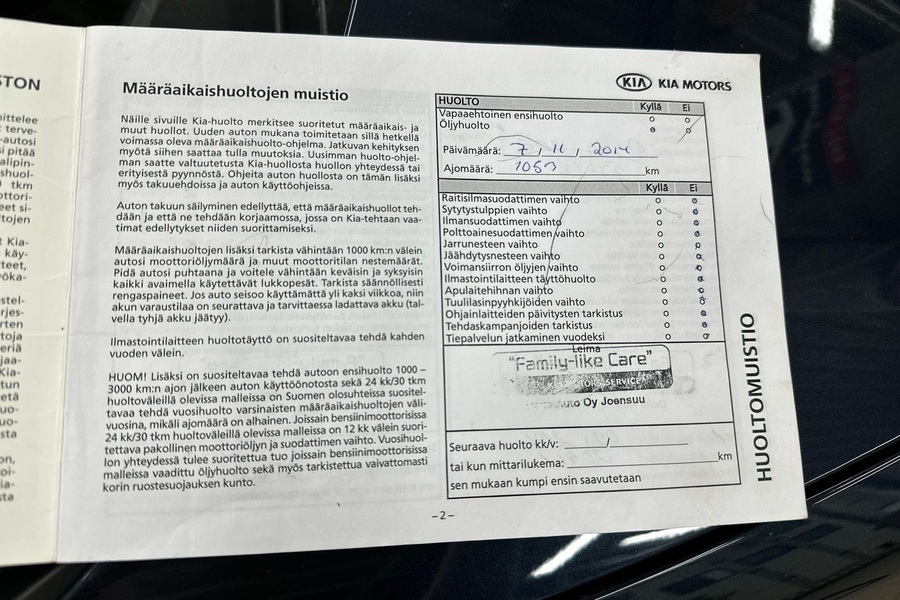 STON
Määräaikaishuoltojen muistio
Näille sivuille Kia-huolto merkitsee suoritetut määräaikais- ja
muut huollot. Uuden auton mukana toimitetaan sillä hetkellä
voimassa oleva määräaikaishuolto-ohjelma. Jatkuvan kehityksen
myötä siihen saattaa tulla muutoksia. Uusimman huolto-ohjel-
man saatte valtuutetusta Kia-huollosta huollon yhteydessä tai
erityisestä pyynnöstä. Ohjeita auton huollosta on tämän lisäksi
myös takuuehdoissa ja auton käyttöohjeissa.
Auton takuun säilyminen edellyttää, että määräaikaishuollot teh-
dään ja että ne tehdään korjaamossa, jossa on Kia-tehtaan vaa-
timat edellytykset niiden suorittamiseksi.
Määräaikaishuoltojen lisäksi tarkista vähintään 1000 km:n välein
autosi moottoriöljymäärä ja muut moottoritilan nestemäärät.
Pidä autosi puhtaana ja voitele vähintään keväisin ja syksyisin
kaikki avaimella käytettävät lukkopesät. Tarkista säännöllisesti
rengaspaineet. Jos auto seisoo käyttämättä yli kaksi viikkoa, niin
akun varaustilaa on seurattava ja tarvittaessa ladattava akku (tal-
vella tyhjä akku jäätyy).
Ilmastointilaitteen huoltotäyttö on suositeltavaa tehdä kahden
vuoden välein.
HUOM! Lisäksi on suositeltavaa tehdä autoon ensihuolto 1000 –
3000 km:n ajon jälkeen auton käyttöönotosta sekä 24 kk/30 tkm
huoltoväleillä olevissa malleissa on Suomen olosuhteissa suositel-
tavaa tehdä vuosihuolto varsinaisten määräaikaishuoltojen väli-
vuosina, mikäli ajomäärä on alhainen. Joissain bensiinimoottorisissa
24 kk/30 tkm huoltoväleillä olevissa malleissa on 12 kk välein suori-
tettava pakollinen moottoriöljyn ja suodattimen vaihto. Vuosihuol-
lon yhteydessä tulee suoritettua tuo joissain bensiinimoottorisissa
malleissa vaadittu öljyhuolto sekä myös tarkistettua vaivattomasti
korin ruostesuojauksen kunto.
KIA KIA MOTORS
HUOLTO Kyllä Ei
Vapaaehtoinen ensihuolto
Öljyhuolto
Päivämäärä: 7, 11, 2014
Ajomäärä: 1053 km
Kyllä Ei
Raitisilmasuodattimen vaihto
Sytytystulppien vaihto
Ilmansuodattimen vaihto
Polttoainesuodattimen vaihto
Jarrunesteen vaihto
Jäähdytysnesteen vaihto
Voimansiirron öljyjen vaihto
Ilmastointilaitteen täyttöhuolto
Apulaitehihnan vaihto
Tuulilasinpyyhkijöiden vaihto
Ohjainlaitteiden päivitysten tarkistus
Tehdaskampanjoiden tarkistus
Tiepalvelun jatkaminen vuodeksi
Leima
"Family-like Care"
KIA MOTORS SERVICE
Auto Oy Joensuu
Seuraava huolto kk/v: /
tai kun mittarilukema: km
sen mukaan kumpi ensin saavutetaan
HUOLTOMUISTIO
–2–